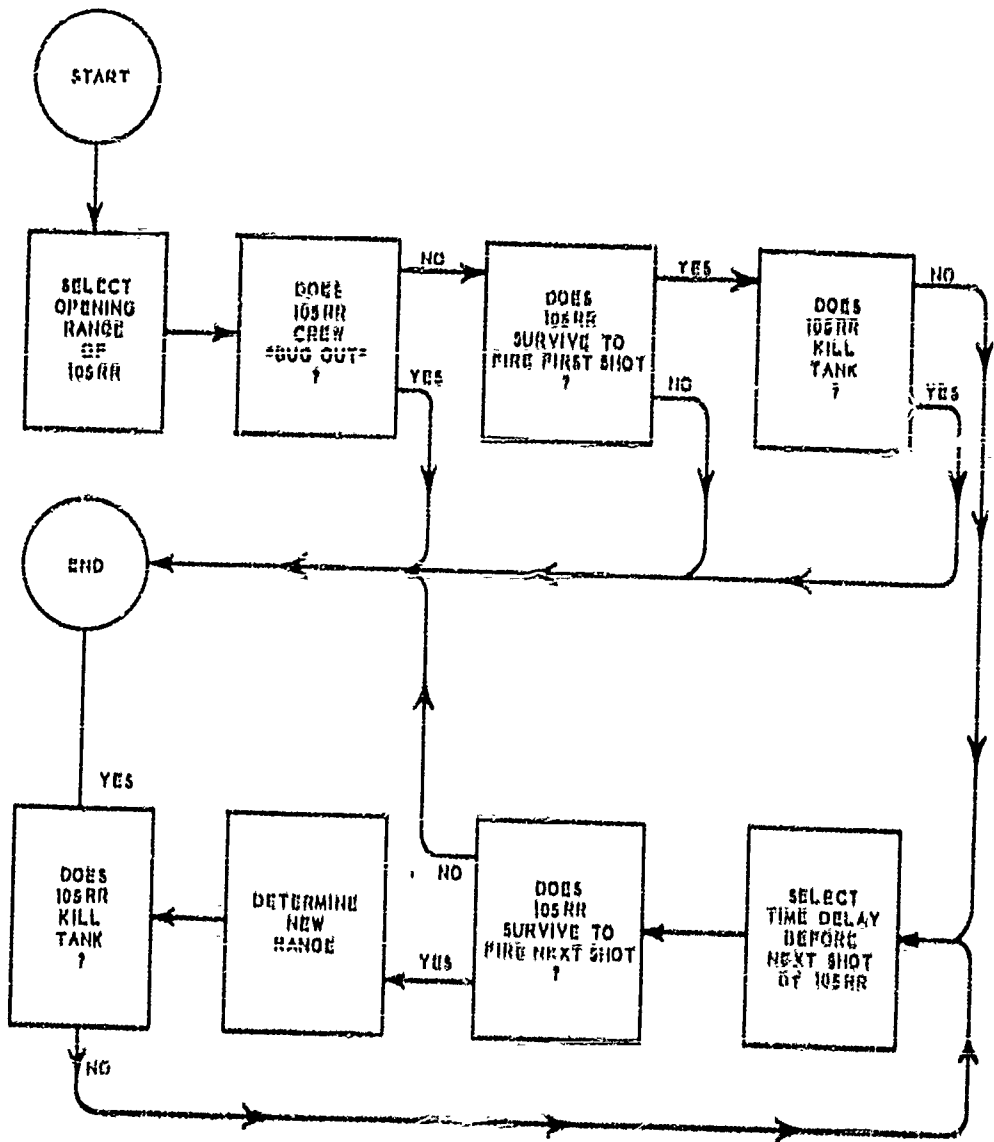 START
SELECT
OPENING
RANGE
OF
105RR
DOES
105RR
CREW
"BUG OUT"
?
NO
YES
DOES
105RR
SURVIVE TO
FIRE FIRST SHOT
?
YES
NO
DOES
105RR
KILL
TANK
?
NO
YES
END
YES
DOES
105RR
KILL
TANK
?
NO
DETERMINE
NEW
RANGE
NO
YES
DOES
105RR
SURVIVE TO
FIRE NEXT SHOT
?
SELECT
TIME DELAY
BEFORE
NEXT SHOT
OF 105RR